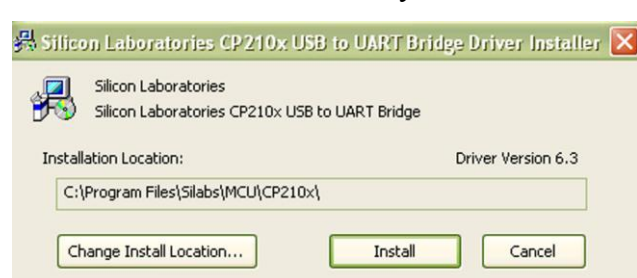 Silicon Laboratories CP210x USB to UART Bridge Driver Installer
Silicon Laboratories
Silicon Laboratories CP210x USB to UART Bridge
Installation Location: Driver Version 6.3
C:\Program Files\Silabs\MCU\CP210x\
Change Install Location... Install Cancel